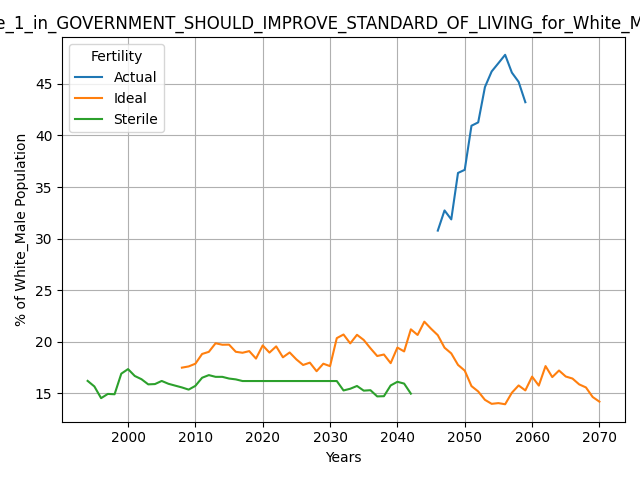 e_1_in_GOVERNMENT_SHOULD_IMPROVE_STANDARD_OF_LIVING_for_White_M
Fertility
Actual
Ideal
Sterile
% of White_Male Population
45
40
35
30
25
20
15
2000
2010
2020
2030
2040
2050
2060
2070
Years